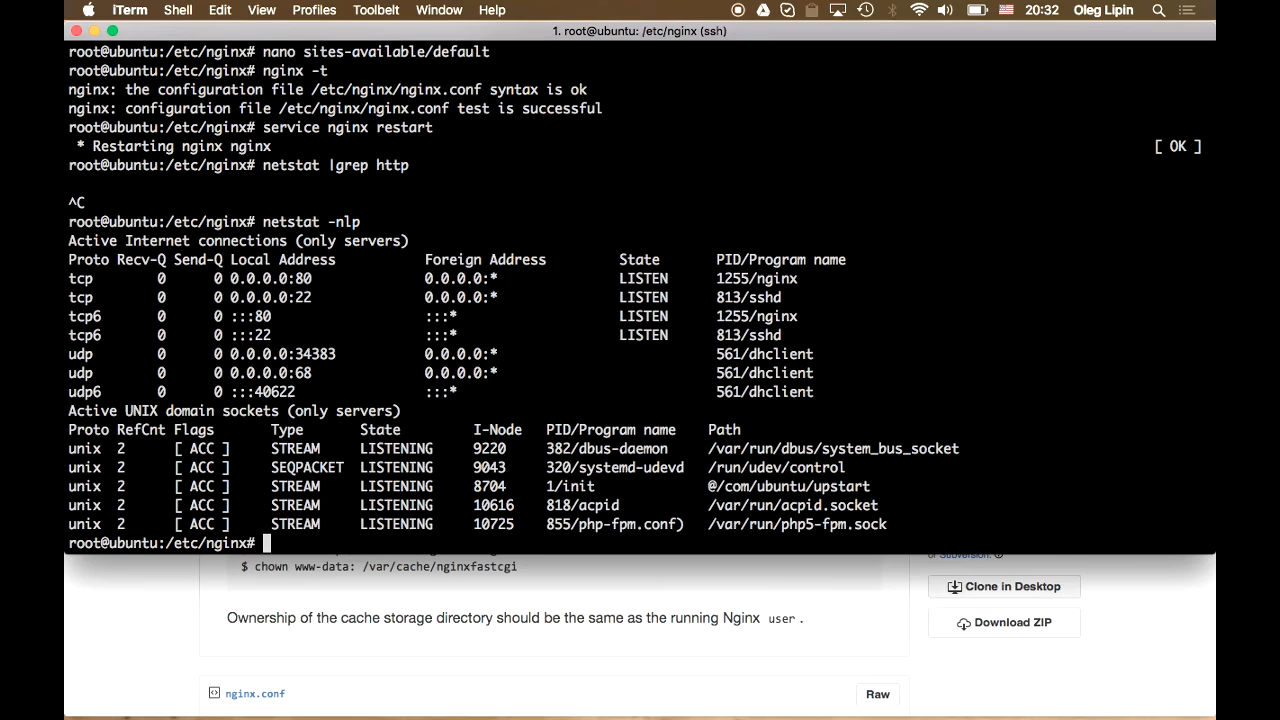 iTerm Shell Edit View Profiles Toolbelt Window Help 20:32 Oleg Lipin
1. root@ubuntu: /etc/nginx (ssh)
root@ubuntu:/etc/nginx# nano sites-available/default
root@ubuntu:/etc/nginx# nginx -t
nginx: the configuration file /etc/nginx/nginx.conf syntax is ok
nginx: configuration file /etc/nginx/nginx.conf test is successful
root@ubuntu:/etc/nginx# service nginx restart
* Restarting nginx nginx [ OK ]
root@ubuntu:/etc/nginx# netstat |grep http
^C
root@ubuntu:/etc/nginx# netstat -nlp
Active Internet connections (only servers)
Proto Recv-Q Send-Q Local Address Foreign Address State PID/Program name
tcp 0 0 0.0.0.0:80 0.0.0.0:* LISTEN 1255/nginx
tcp 0 0 0.0.0.0:22 0.0.0.0:* LISTEN 813/sshd
tcp6 0 0 :::80 :::* LISTEN 1255/nginx
tcp6 0 0 :::22 :::* LISTEN 813/sshd
udp 0 0 0.0.0.0:34383 0.0.0.0:* 561/dhclient
udp 0 0 0.0.0.0:68 0.0.0.0:* 561/dhclient
udp6 0 0 :::40622 :::* 561/dhclient
Active UNIX domain sockets (only servers)
Proto RefCnt Flags Type State I-Node PID/Program name Path
unix 2 [ ACC ] STREAM LISTENING 9220 382/dbus-daemon /var/run/dbus/system_bus_socket
unix 2 [ ACC ] SEQPACKET LISTENING 9043 320/systemd-udevd /run/udev/control
unix 2 [ ACC ] STREAM LISTENING 8704 1/init @/com/ubuntu/upstart
unix 2 [ ACC ] STREAM LISTENING 10616 818/acpid /var/run/acpid.socket
unix 2 [ ACC ] STREAM LISTENING 10725 855/php-fpm.conf) /var/run/php5-fpm.sock
root@ubuntu:/etc/nginx#
or Subversion.
$ chown www-data: /var/cache/nginxfastcgi
Clone in Desktop
Ownership of the cache storage directory should be the same as the running Nginx user .
Download ZIP
nginx.conf
Raw